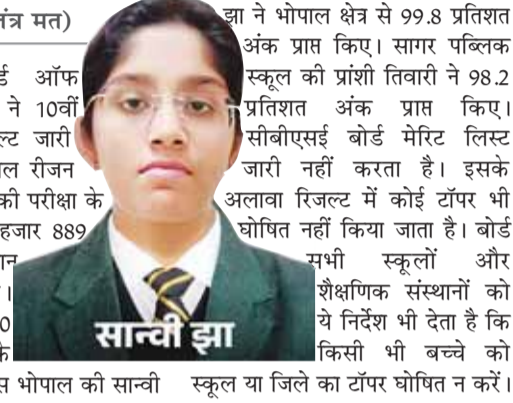 तंत्र मत)
ऑफ
ने 10वीं
जारी
रीजन
की परीक्षा के
हजार 889
सान्वी झा
स भोपाल की सान्वी
झा ने भोपाल क्षेत्र से 99.8 प्रतिशत
अंक प्राप्त किए। सागर पब्लिक
स्कूल की प्रांशी तिवारी ने 98.2
प्रतिशत अंक प्राप्त किए।
सीबीएसई बोर्ड मेरिट लिस्ट
जारी नहीं करता है। इसके
अलावा रिजल्ट में कोई टॉपर भी
घोषित नहीं किया जाता है। बोर्ड
सभी स्कूलों और
शैक्षणिक संस्थानों को
ये निर्देश भी देता है कि
किसी भी बच्चे को
स्कूल या जिले का टॉपर घोषित न करें।